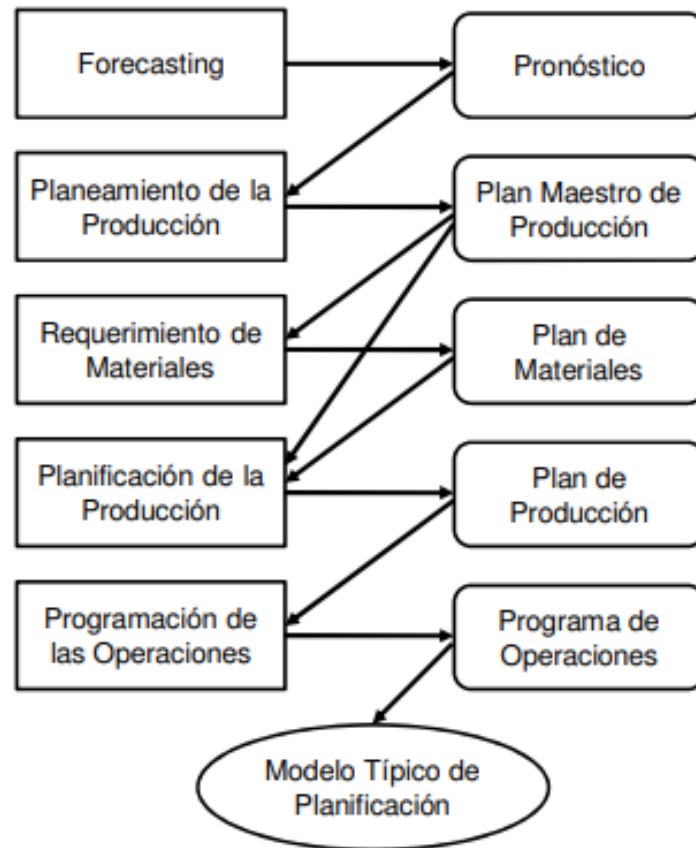 Forecasting
Pronóstico
Planeamiento de la
Producción
Plan Maestro de
Producción
Requerimiento de
Materiales
Plan de
Materiales
Planificación de la
Producción
Plan de
Producción
Programación de
las Operaciones
Programa de
Operaciones
Modelo Típico de
Planificación